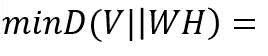 minD(V||WH) =